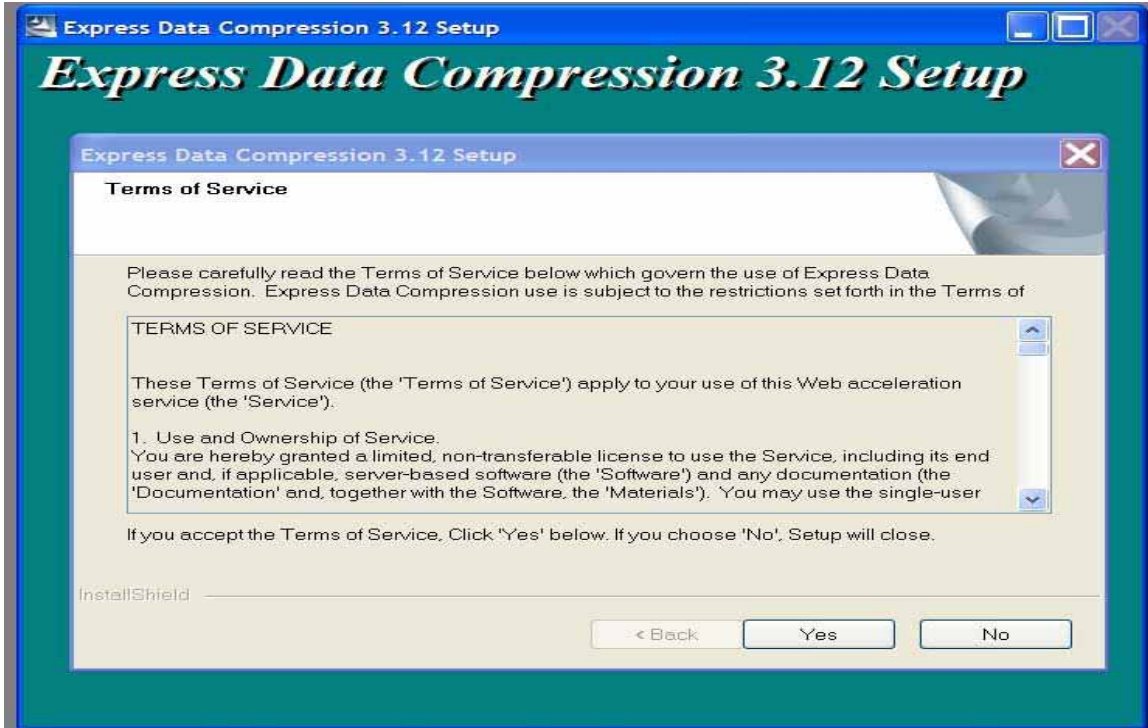 Express Data Compression 3.12 Setup
Express Data Compression 3.12 Setup
Express Data Compression 3.12 Setup
Terms of Service
Please carefully read the Terms of Service below which govern the use of Express Data
Compression. Express Data Compression use is subject to the restrictions set forth in the Terms of
TERMS OF SERVICE
These Terms of Service (the 'Terms of Service') apply to your use of this Web acceleration
service (the 'Service').
1. Use and Ownership of Service.
You are hereby granted a limited, non-transferable license to use the Service, including its end
user and, if applicable, server-based software (the 'Software') and any documentation (the
'Documentation' and, together with the Software, the 'Materials'). You may use the single-user
If you accept the Terms of Service, Click 'Yes' below. If you choose 'No', Setup will close.
InstallShield
< Back Yes No